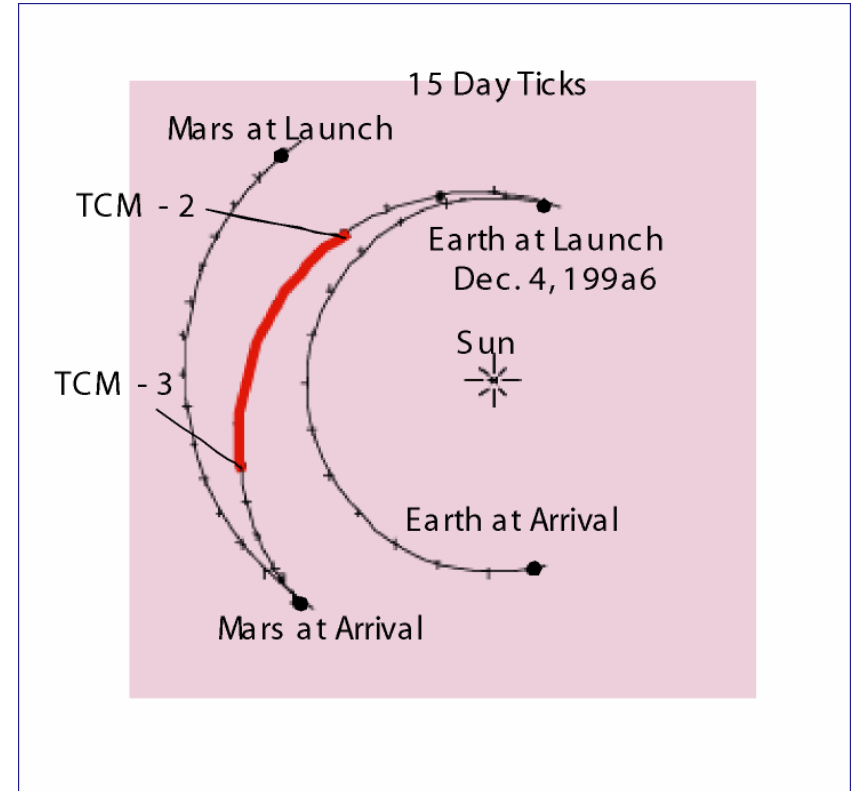 15 Day Ticks
Mars at Launch
TCM - 2
Earth at Launch
Dec. 4, 199a6
Sun
TCM - 3
Earth at Arrival
Mars at Arrival